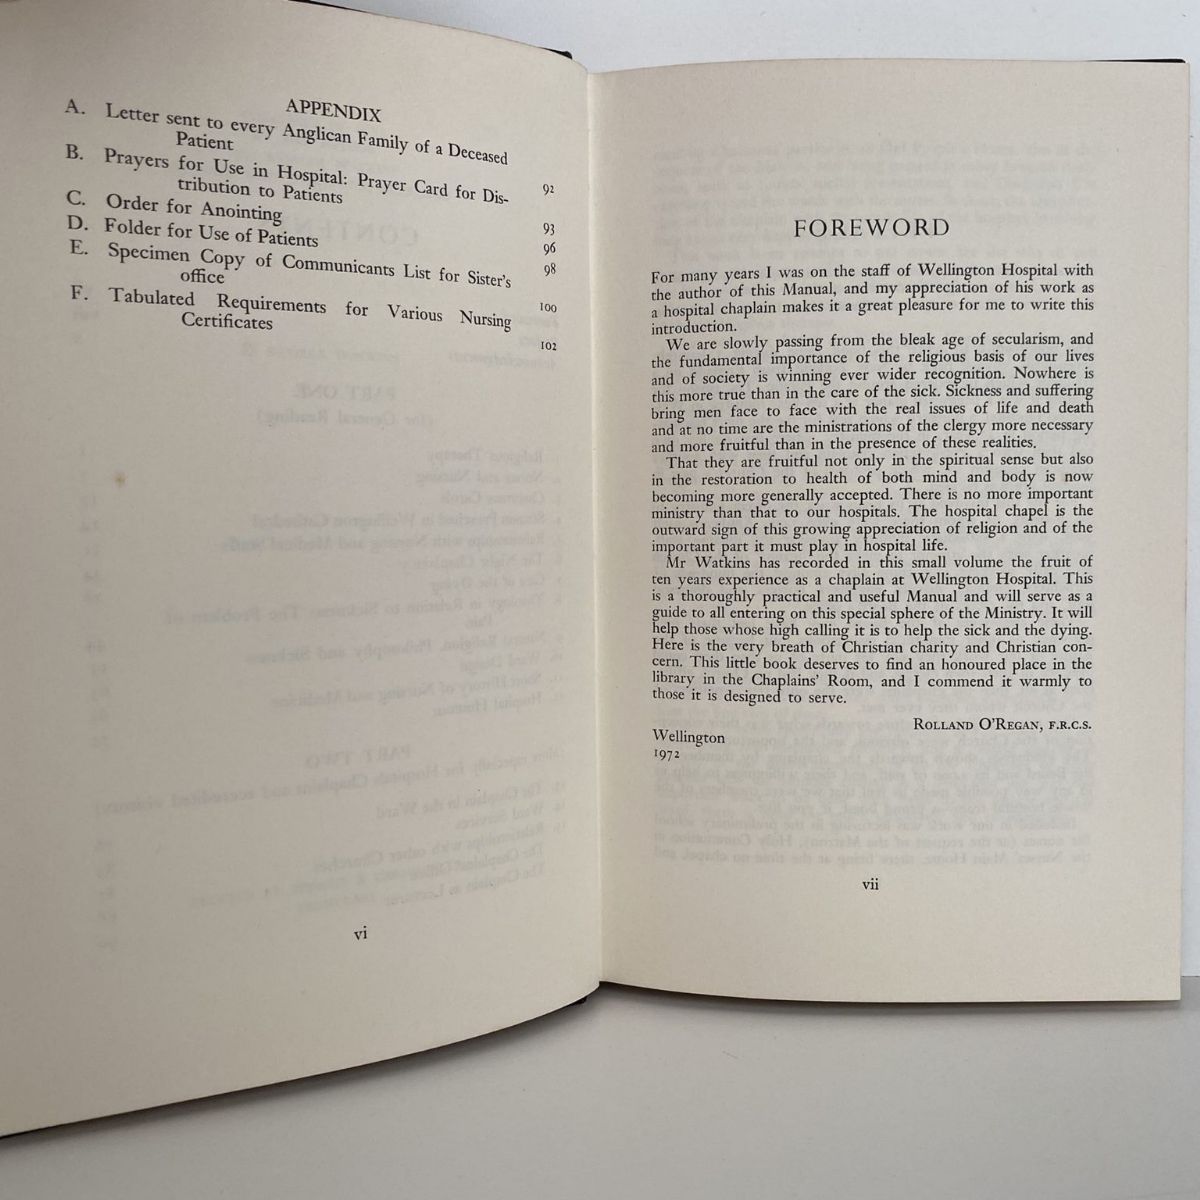 APPENDIX
A. Letter sent to every Anglican Family of a Deceased
Patient 92
B. Prayers for Use in Hospital: Prayer Card for Dis-
tribution to Patients 93
C. Order for Anointing 96
D. Folder for Use of Patients 98
E. Specimen Copy of Communicants List for Sister's
office 100
F. Tabulated Requirements for Various Nursing
Certificates 102
vi
FOREWORD
For many years I was on the staff of Wellington Hospital with
the author of this Manual, and my appreciation of his work as
a hospital chaplain makes it a great pleasure for me to write this
introduction.
We are slowly passing from the bleak age of secularism, and
the fundamental importance of the religious basis of our lives
and of society is winning ever wider recognition. Nowhere is
this more true than in the care of the sick. Sickness and suffering
bring men face to face with the real issues of life and death
and at no time are the ministrations of the clergy more necessary
and more fruitful than in the presence of these realities.
That they are fruitful not only in the spiritual sense but also
in the restoration to health of both mind and body is now
becoming more generally accepted. There is no more important
ministry than that to our hospitals. The hospital chapel is the
outward sign of this growing appreciation of religion and of the
important part it must play in hospital life.
Mr Watkins has recorded in this small volume the fruit of
ten years experience as a chaplain at Wellington Hospital. This
is a thoroughly practical and useful Manual and will serve as a
guide to all entering on this special sphere of the Ministry. It will
help those whose high calling it is to help the sick and the dying.
Here is the very breath of Christian charity and Christian con-
cern. This little book deserves to find an honoured place in the
library in the Chaplains' Room, and I commend it warmly to
those it is designed to serve.
ROLLAND O'REGAN, F.R.C.S.
Wellington
1972
vii